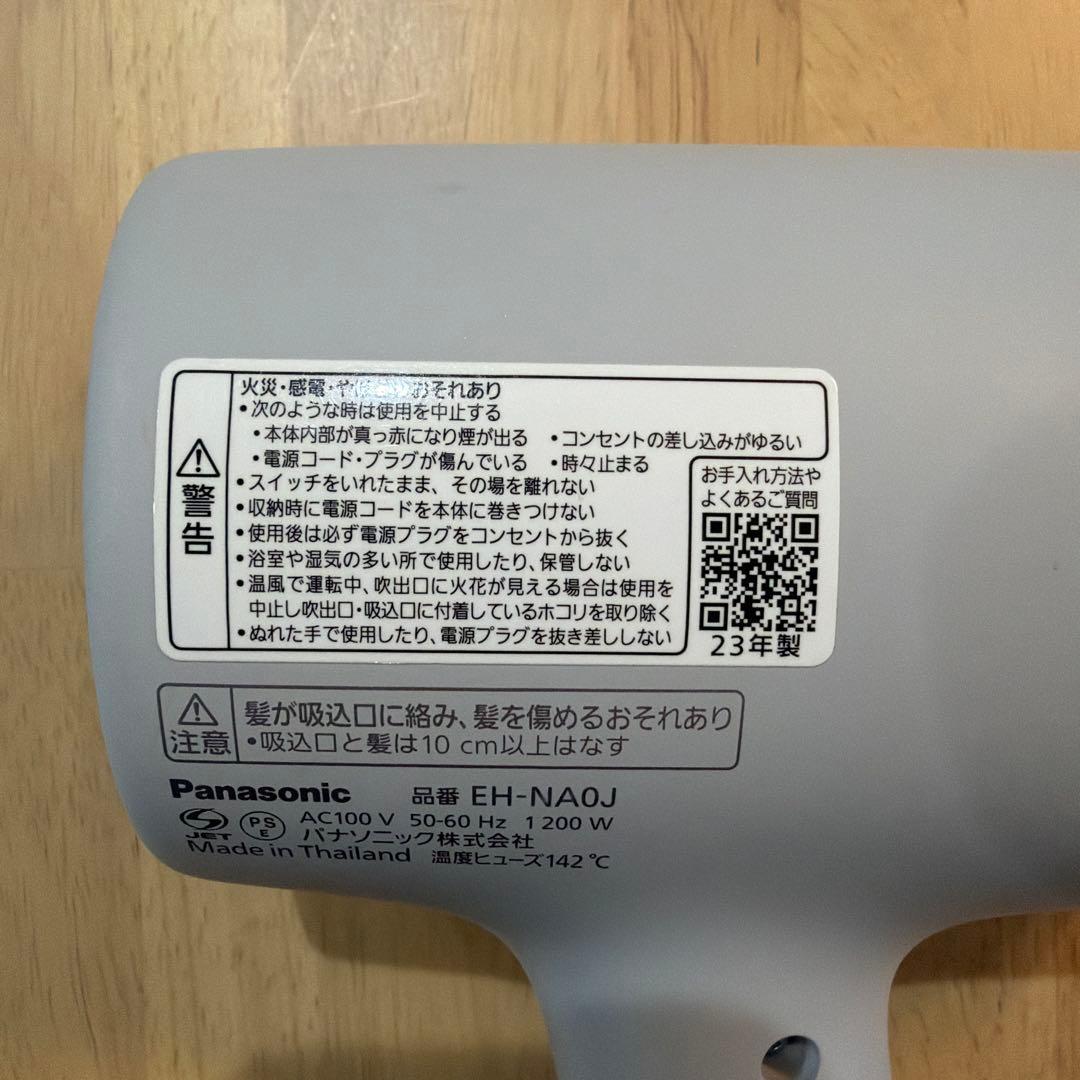 火災・感電・やけどのおそれあり
•次のような時は使用を中止する
•本体内部が真っ赤になり煙が出る •コンセントの差し込みがゆるい
•電源コード・プラグが傷んでいる •時々止まる
•スイッチをいれたまま、その場を離れない
•収納時に電源コードを本体に巻きつけない
•使用後は必ず電源プラグをコンセントから抜く
•浴室や湿気の多い所で使用したり、保管しない
•温風で運転中、吹出口に火花が見える場合は使用を
中止し吹出口・吸込口に付着しているホコリを取り除く
•ぬれた手で使用したり、電源プラグを抜き差ししない
警告
お手入れ方法や
よくあるご質問
23年製
注意
髪が吸込口に絡み、髪を傷めるおそれあり
•吸込口と髪は10 cm以上はなす
Panasonic 品番 EH-NA0J
JET PSE AC100 V 50-60 Hz 1 200 W
パナソニック株式会社
Made in Thailand 温度ヒューズ142℃